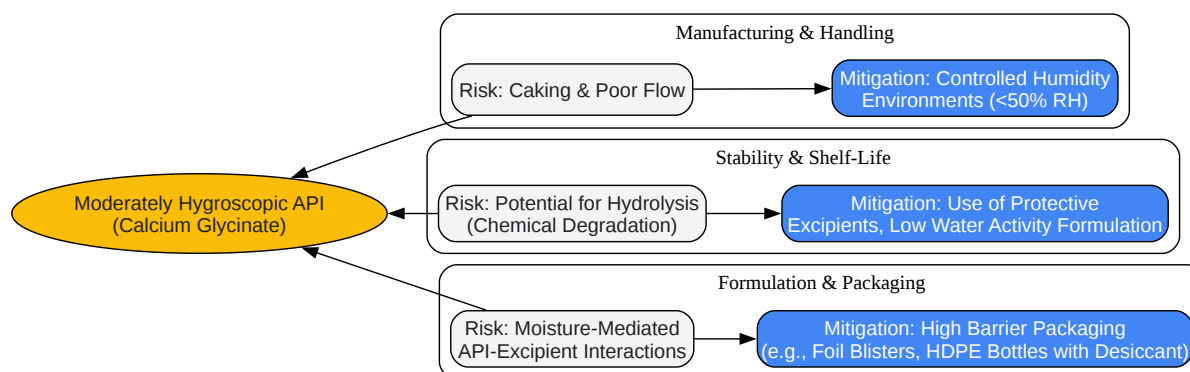 Manufacturing & Handling
Risk: Caking & Poor Flow
Mitigation: Controlled Humidity
Environments (<50% RH)
Moderately Hygroscopic API
(Calcium Glycinate)
Stability & Shelf-Life
Risk: Potential for Hydrolysis
(Chemical Degradation)
Mitigation: Use of Protective
Excipients, Low Water Activity Formulation
Formulation & Packaging
Risk: Moisture-Mediated
API-Excipient Interactions
Mitigation: High Barrier Packaging
(e.g., Foil Blisters, HDPE Bottles with Desiccant)